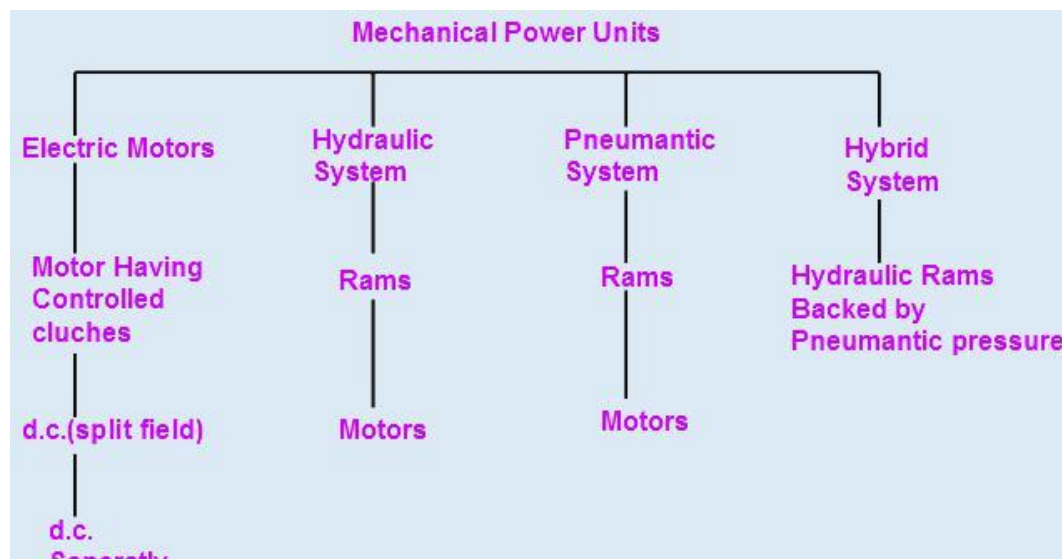 Mechanical Power Units
Electric Motors
Motor Having
Controlled
cluches
d.c.(split field)
d.c.
Seperatly
Hydraulic
System
Rams
Motors
Pneumantic
System
Rams
Motors
Hybrid
System
Hydraulic Rams
Backed by
Pneumantic pressure